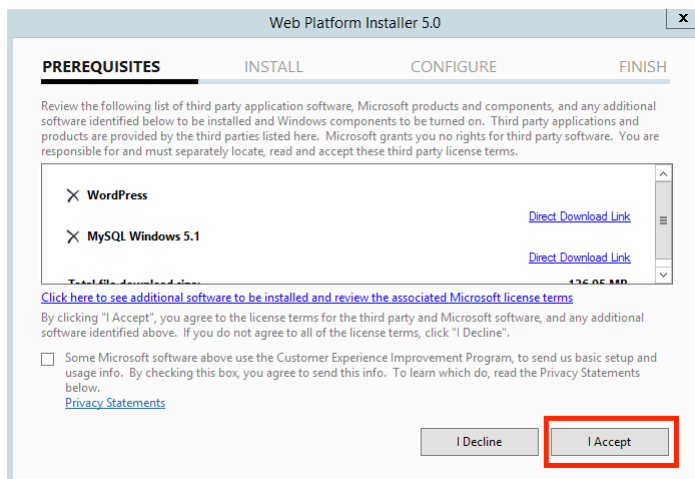 Web Platform Installer 5.0
x
PREREQUISITES INSTALL CONFIGURE FINISH
Review the following list of third party application software, Microsoft products and components, and any additional
software identified below to be installed and Windows components to be turned on. Third party applications and
products are provided by the third parties listed here. Microsoft grants you no rights for third party software. You are
responsible for and must separately locate, read and accept these third party license terms.
WordPress
Direct Download Link
MySQL Windows 5.1
Direct Download Link
Total file download size: 126.95 MB
Click here to see additional software to be installed and review the associated Microsoft license terms
By clicking "I Accept", you agree to the license terms for the third party and Microsoft software, and any additional
software identified above. If you do not agree to all of the license terms, click "I Decline".
Some Microsoft software above use the Customer Experience Improvement Program, to send us basic setup and
usage info. By checking this box, you agree to send this info. To learn which do, read the Privacy Statements
below.
Privacy Statements
I Decline I Accept